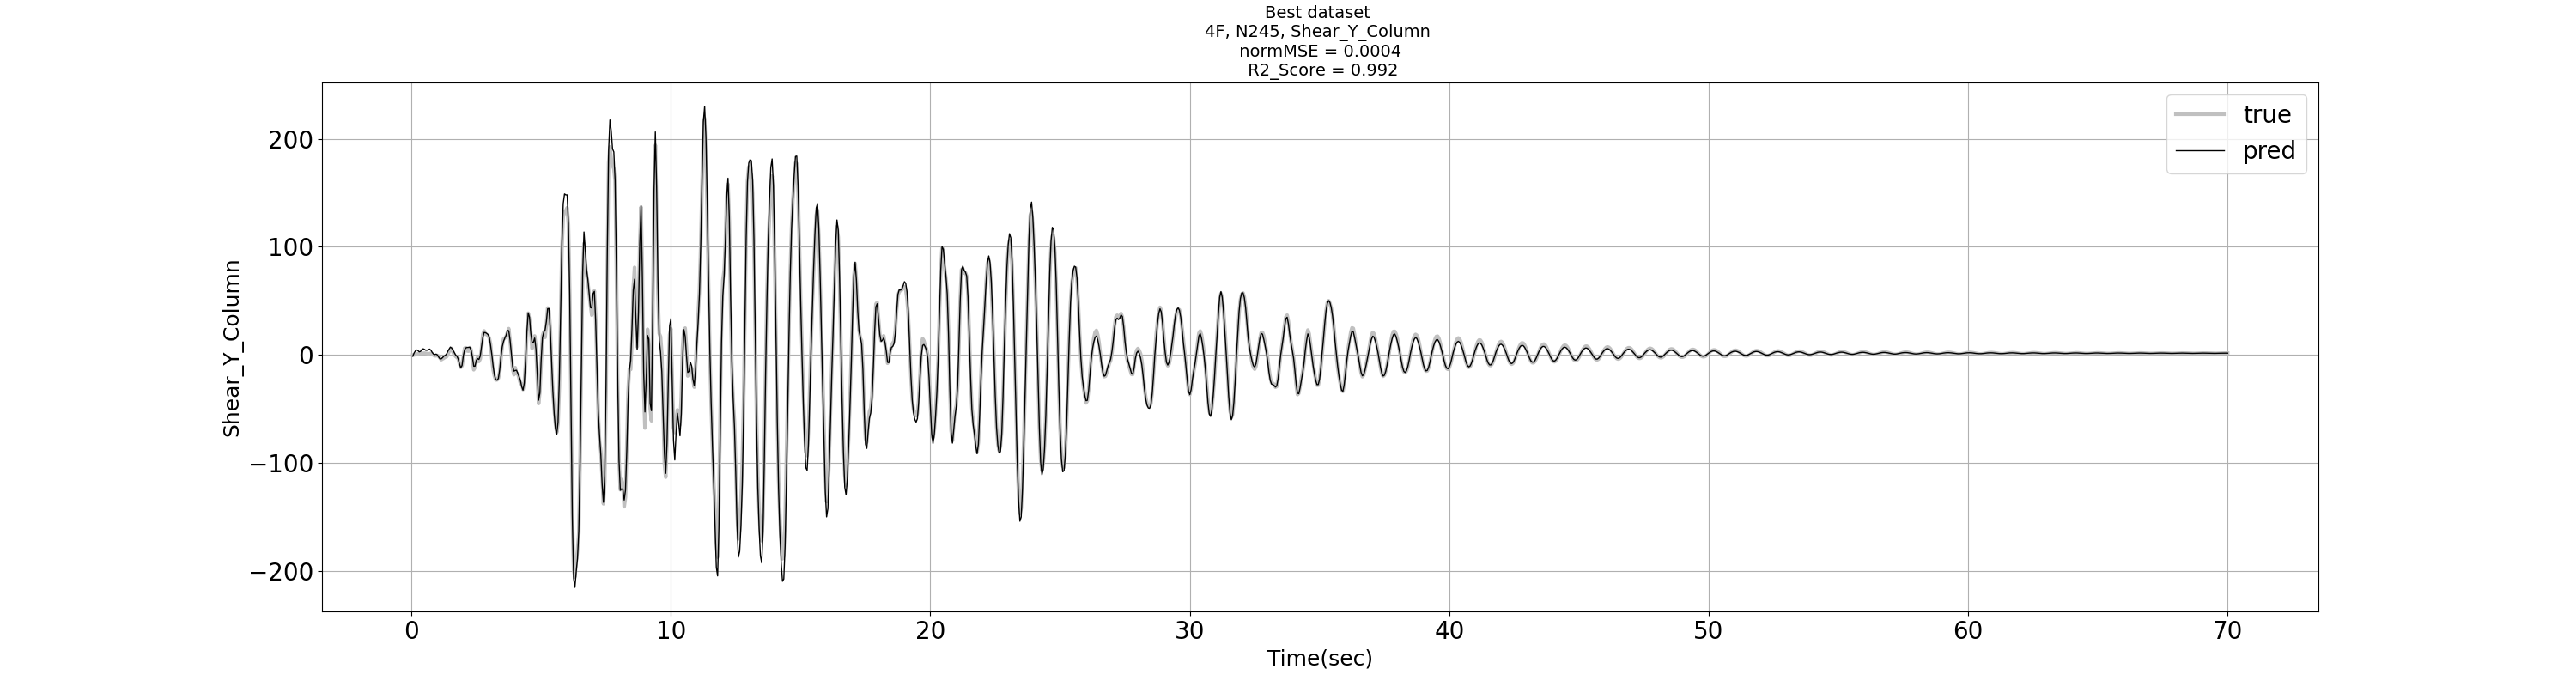 Best dataset
4F, N245, Shear_Y_Column
normMSE = 0.0004
R2_Score = 0.992
true
pred
200
100
0
−100
−200
Shear_Y_Column
0 10 20 30 40 50 60 70
Time(sec)